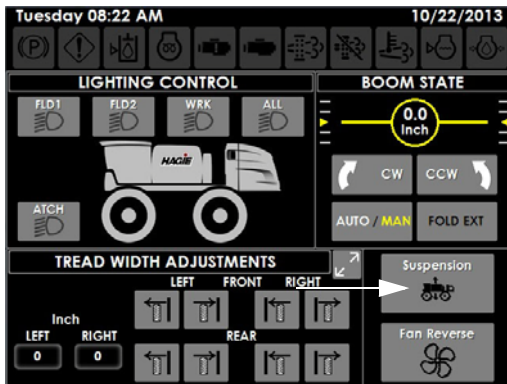 Tuesday 08:22 AM 10/22/2013
LIGHTING CONTROL
FLD1 FLD2 WRK ALL
HAGIE
ATCH
BOOM STATE
0.0
Inch
CW CCW
AUTO / MAN FOLD EXT
TREAD WIDTH ADJUSTMENTS
LEFT FRONT RIGHT
Inch
LEFT RIGHT
0 0
REAR
Suspension
Fan Reverse